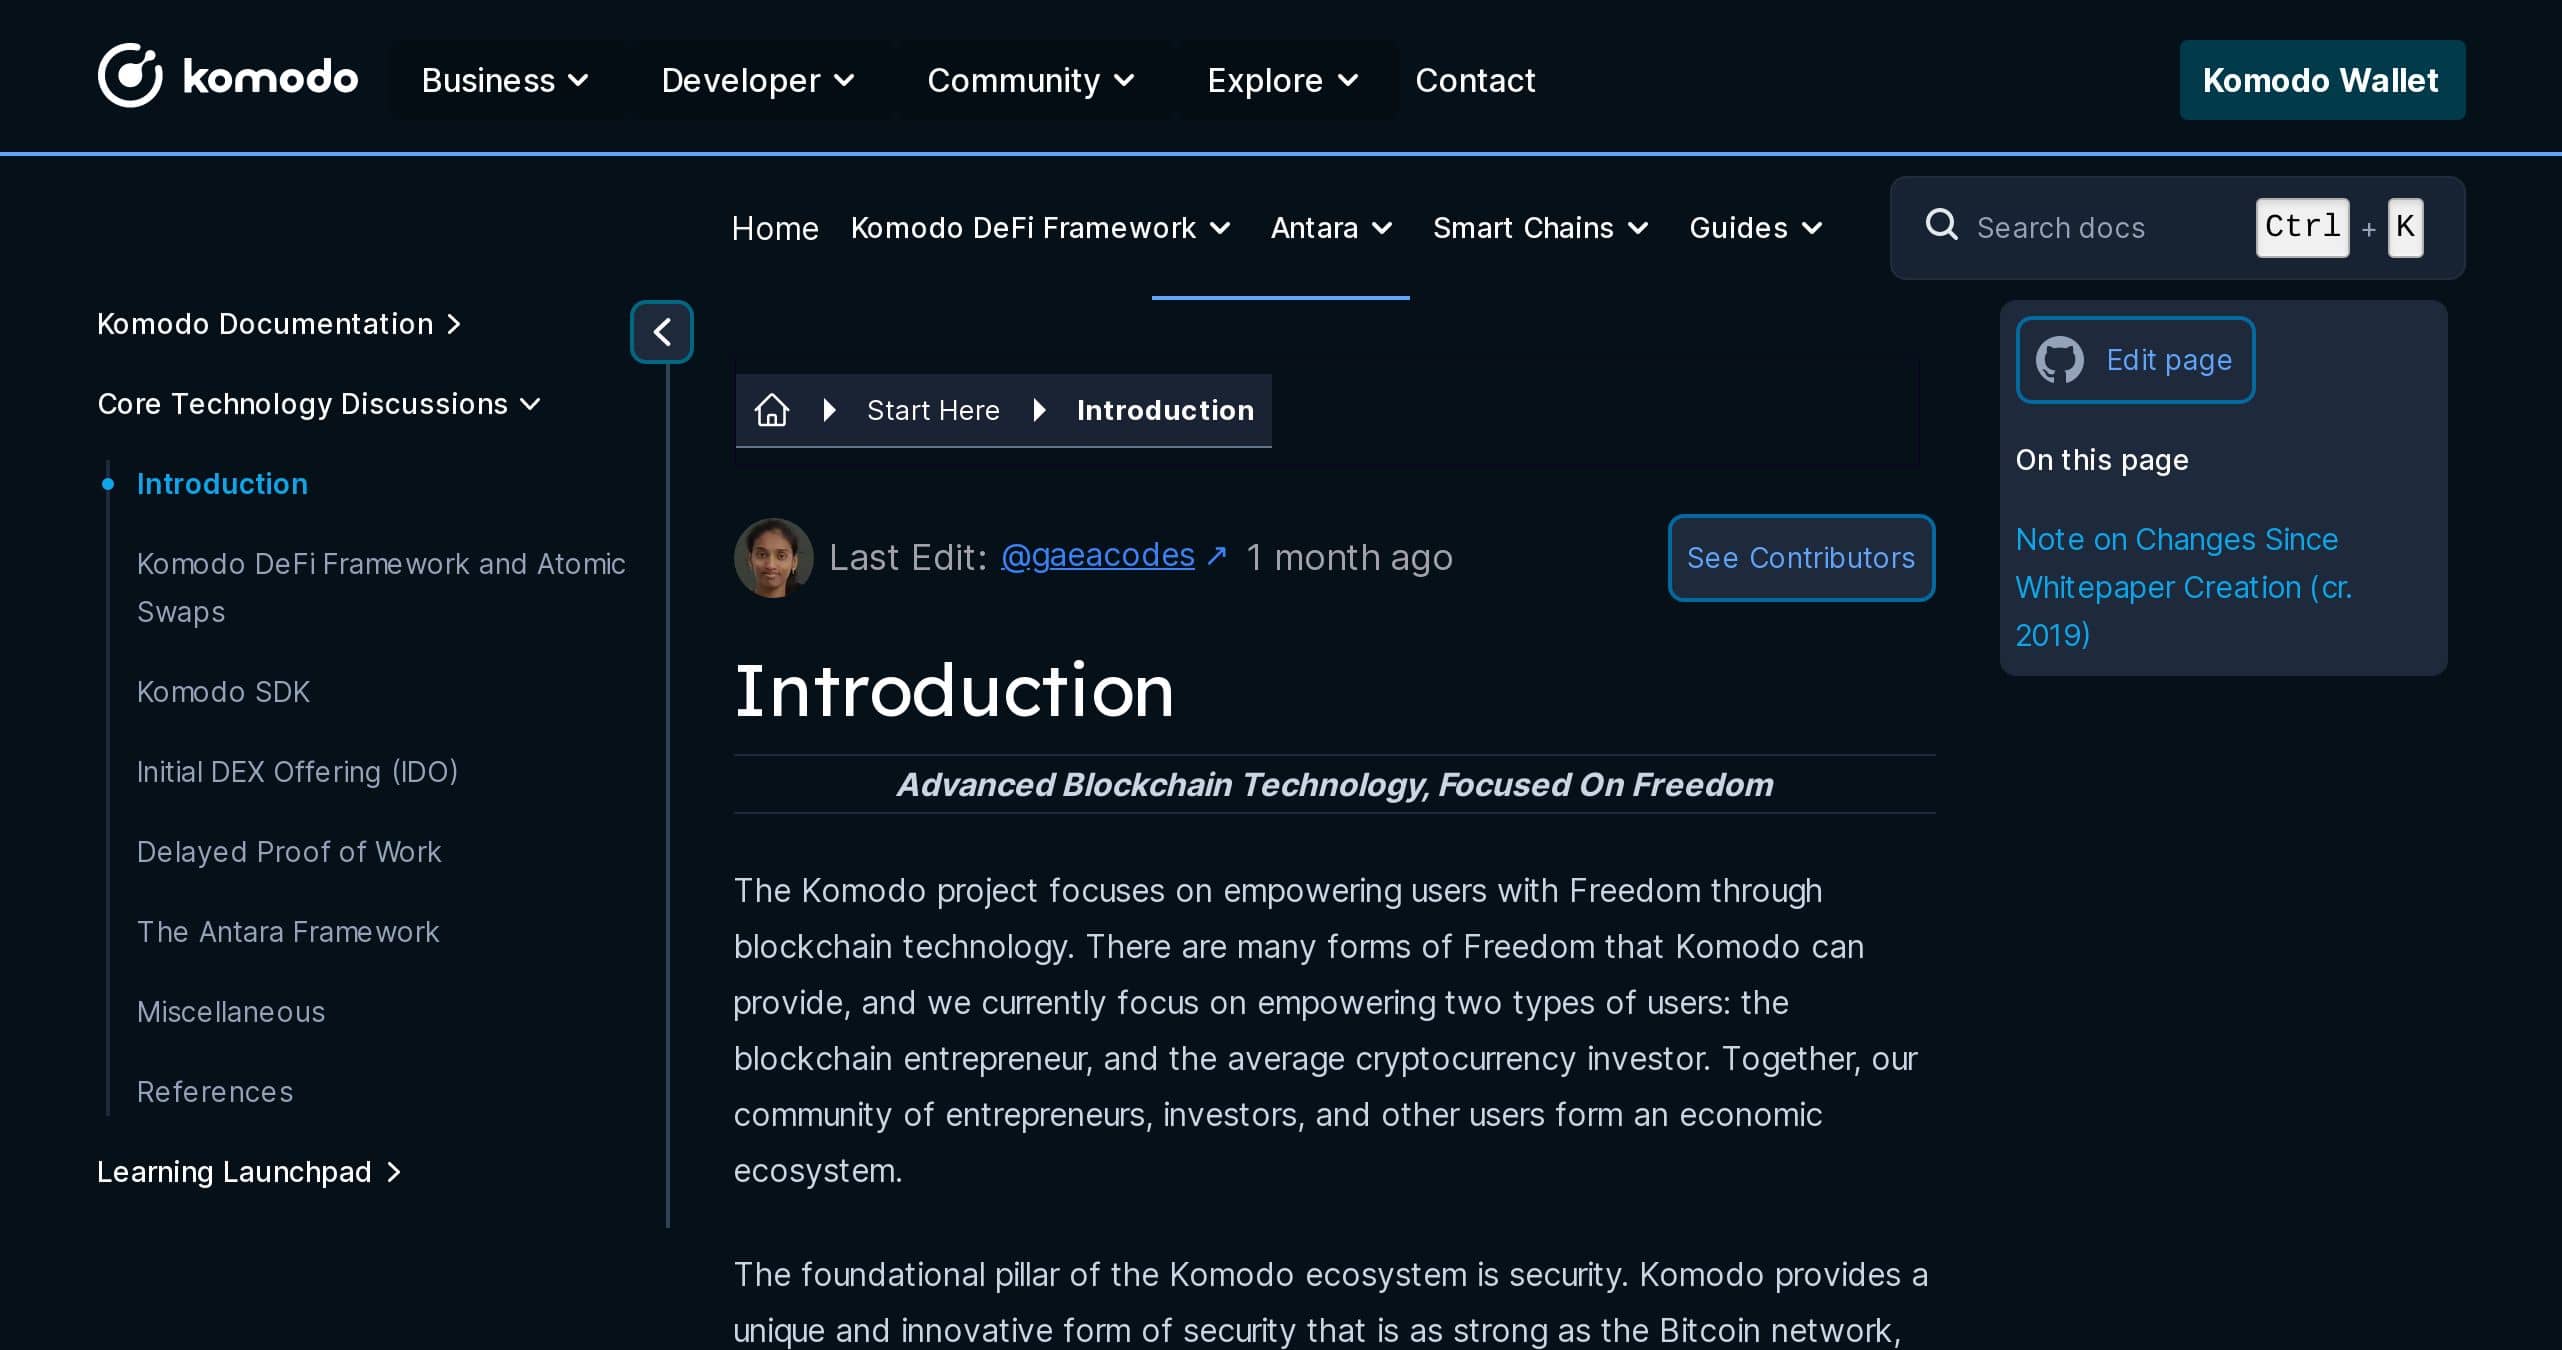 komodo Business Developer Community Explore Contact Komodo Wallet
Home Komodo DeFi Framework Antara Smart Chains Guides Search docs Ctrl + K
Komodo Documentation
Core Technology Discussions
Introduction
Komodo DeFi Framework and Atomic
Swaps
Komodo SDK
Initial DEX Offering (IDO)
Delayed Proof of Work
The Antara Framework
Miscellaneous
References
Learning Launchpad
Start Here Introduction
Last Edit: @gaeacodes ↗ 1 month ago See Contributors
Introduction
Advanced Blockchain Technology, Focused On Freedom
The Komodo project focuses on empowering users with Freedom through
blockchain technology. There are many forms of Freedom that Komodo can
provide, and we currently focus on empowering two types of users: the
blockchain entrepreneur, and the average cryptocurrency investor. Together, our
community of entrepreneurs, investors, and other users form an economic
ecosystem.
The foundational pillar of the Komodo ecosystem is security. Komodo provides a
unique and innovative form of security that is as strong as the Bitcoin network,
Edit page
On this page
Note on Changes Since
Whitepaper Creation (cr.
2019)